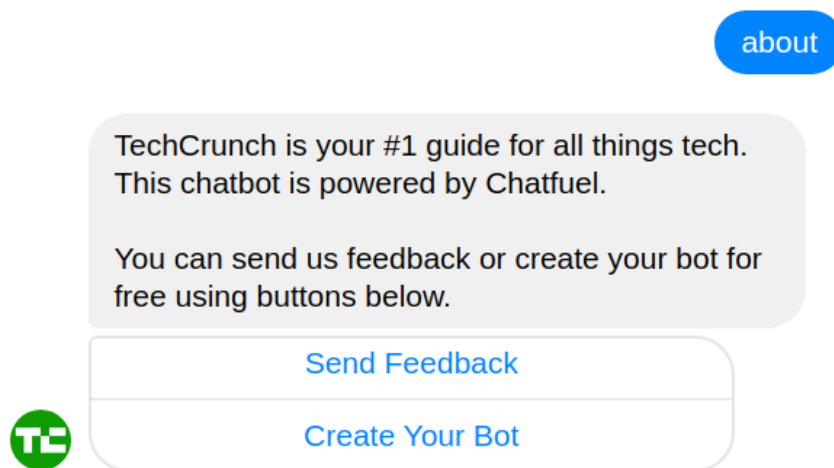 about
TechCrunch is your #1 guide for all things tech.
This chatbot is powered by Chatfuel.
You can send us feedback or create your bot for
free using buttons below.
Send Feedback
TC
Create Your Bot